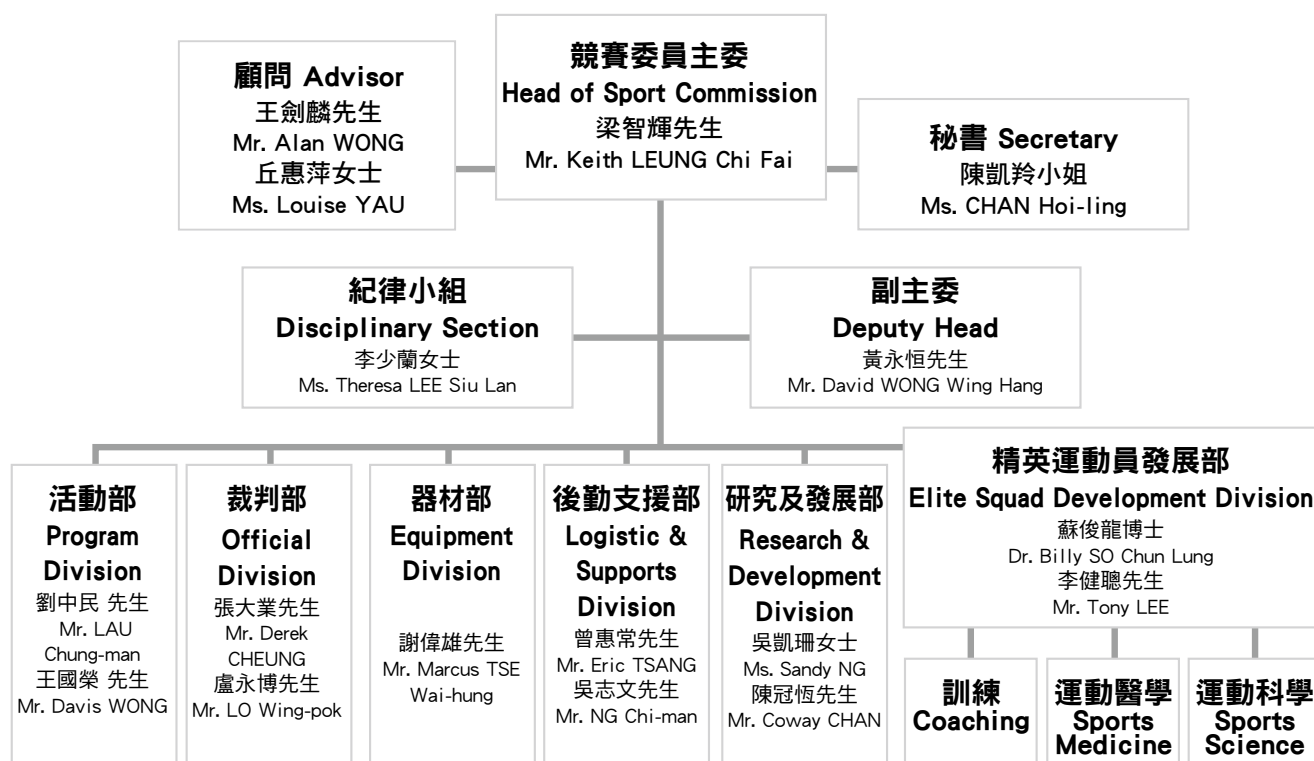 顧問 Advisor
王劍麟先生
Mr. Alan WONG
丘惠萍女士
Ms. Louise YAU
競賽委員主委
Head of Sport Commission
梁智輝先生
Mr. Keith LEUNG Chi Fai
秘書 Secretary
陳凱羚小姐
Ms. CHAN Hoi-ling
紀律小組
Disciplinary Section
李少蘭女士
Ms. Theresa LEE Siu Lan
副主委
Deputy Head
黃永恒先生
Mr. David WONG Wing Hang
活動部
Program
Division
劉中民 先生
Mr. LAU
Chung-man
王國榮 先生
Mr. Davis WONG
裁判部
Official
Division
張大業先生
Mr. Derek
CHEUNG
盧永博先生
Mr. LO Wing-pok
器材部
Equipment
Division
謝偉雄先生
Mr. Marcus TSE
Wai-hung
後勤支援部
Logistic &
Supports
Division
曾惠常先生
Mr. Eric TSANG
吳志文先生
Mr. NG Chi-man
研究及發展部
Research &
Development
Division
吳凱珊女士
Ms. Sandy NG
陳冠恆先生
Mr. Coway CHAN
精英運動員發展部
Elite Squad Development Division
蘇俊龍博士
Dr. Billy SO Chun Lung
李健聰先生
Mr. Tony LEE
訓練
Coaching
運動醫學
Sports
Medicine
運動科學
Sports
Science